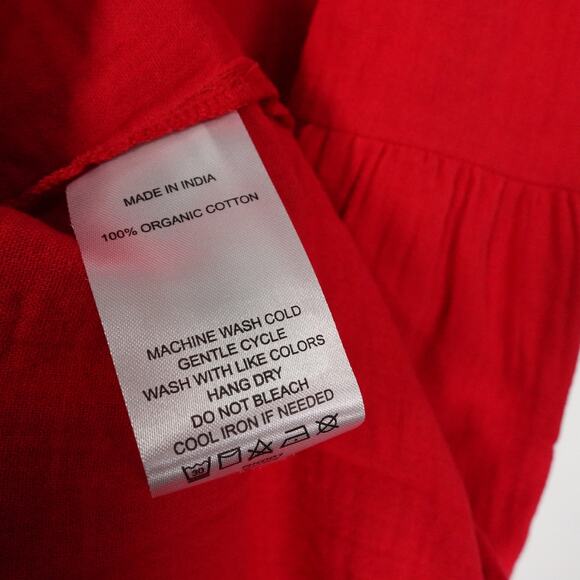 MADE IN INDIA
100% ORGANIC COTTON
MACHINE WASH COLD
GENTLE CYCLE
WASH WITH LIKE COLORS
HANG DRY
DO NOT BLEACH
COOL IRON IF NEEDED
30